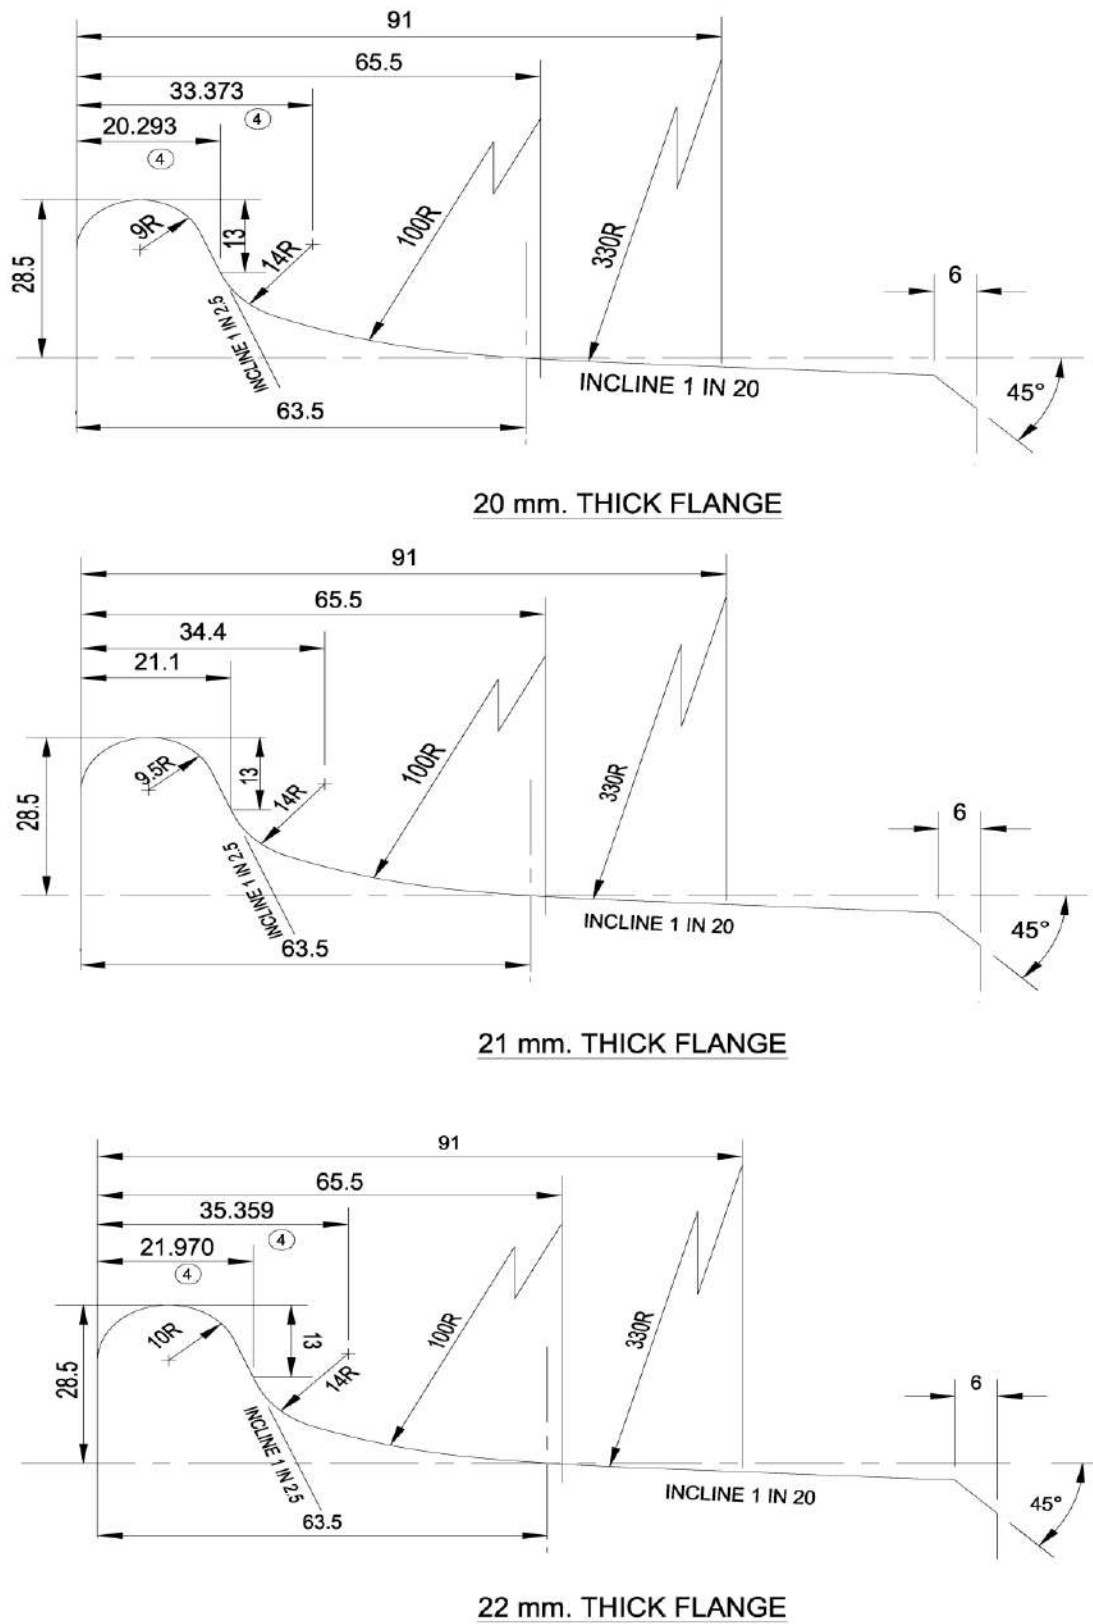 91
65.5
33.373
4
20.293
4
9R
13
14R
100R
330R
28.5
6
INCLINE 1 IN 2.5
INCLINE 1 IN 20
45°
63.5
20 mm. THICK FLANGE
91
65.5
34.4
21.1
9.5R
13
14R
100R
330R
28.5
6
INCLINE 1 IN 2.5
INCLINE 1 IN 20
45°
63.5
21 mm. THICK FLANGE
91
65.5
35.359
4
21.970
4
10R
13
14R
100R
330R
28.5
6
INCLINE 1 IN 2.5
INCLINE 1 IN 20
45°
63.5
22 mm. THICK FLANGE